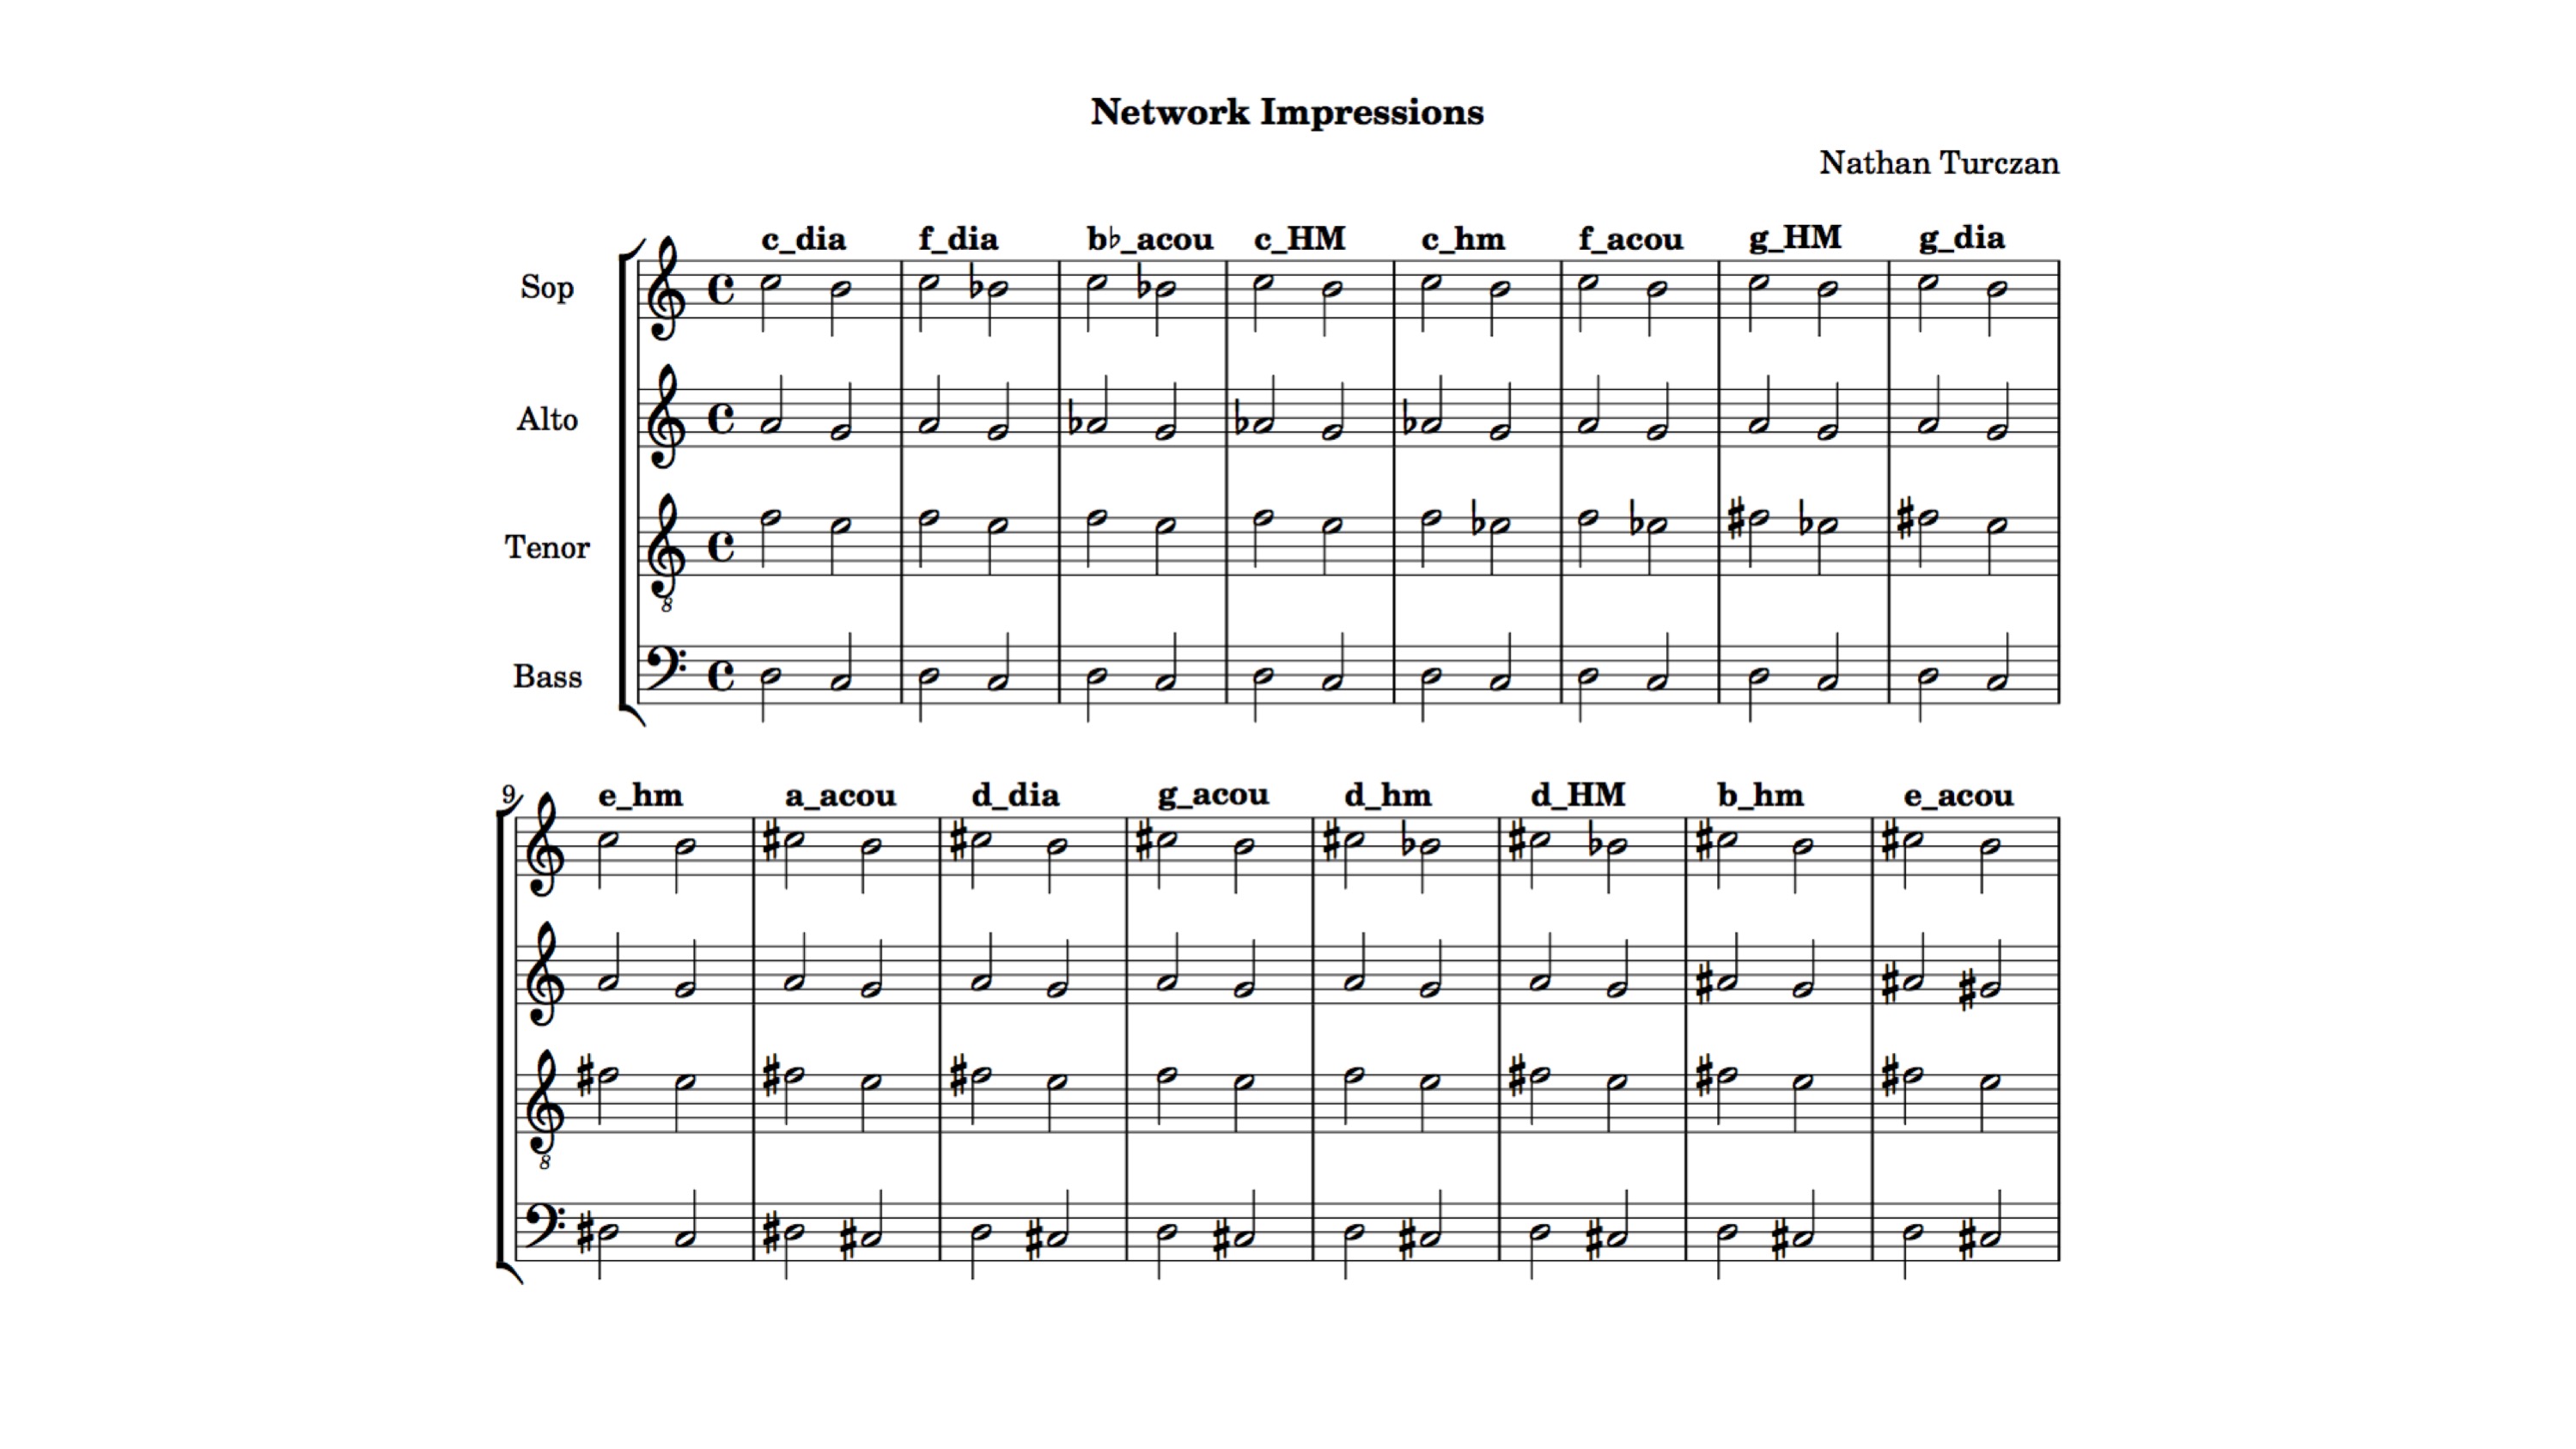 Network Impressions
Nathan Turczan
c_dia f_dia b♭_acou c_HM c_hm f_acou g_HM g_dia
Sop
Alto
Tenor
8
Bass
9 e_hm a_acou d_dia g_acou d_hm d_HM b_hm e_acou
8